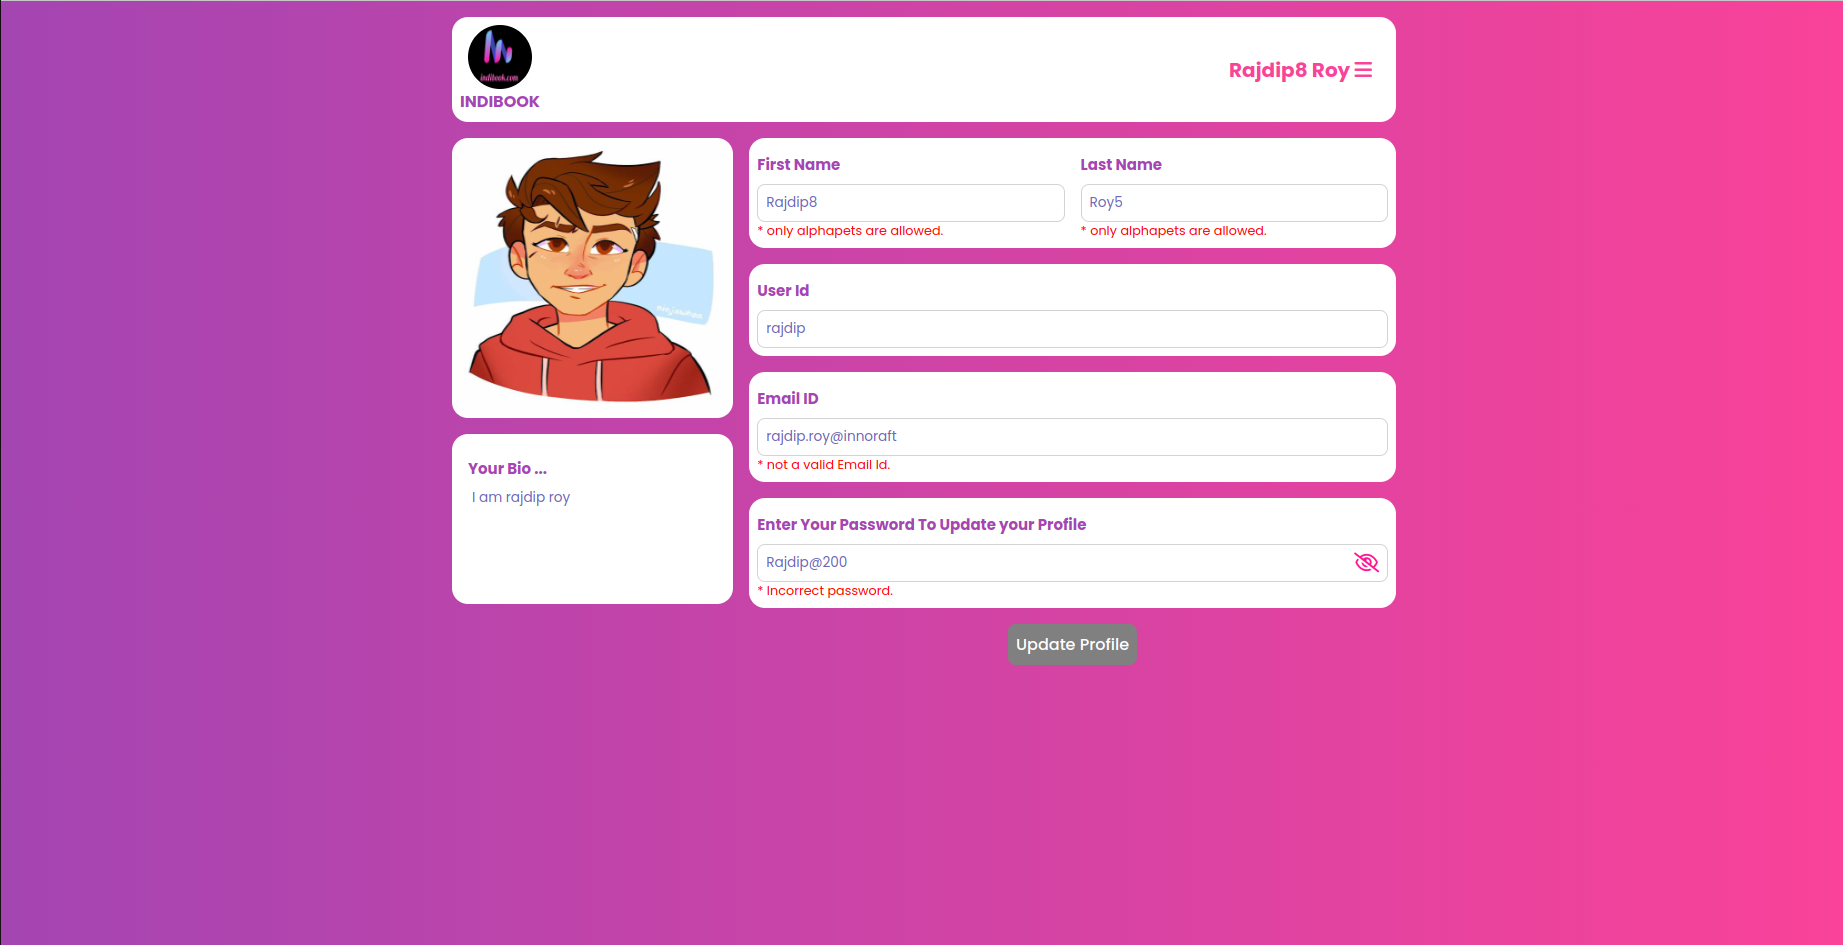 indibook.com
INDIBOOK
Rajdip8 Roy
First Name
Last Name
Rajdip8
Roy5
* only alphapets are allowed.
* only alphapets are allowed.
User Id
rajdip
Email ID
rajdip.roy@innoraft
* not a valid Email Id.
Your Bio ...
I am rajdip roy
Enter Your Password To Update your Profile
Rajdip@200
* Incorrect password.
Update Profile